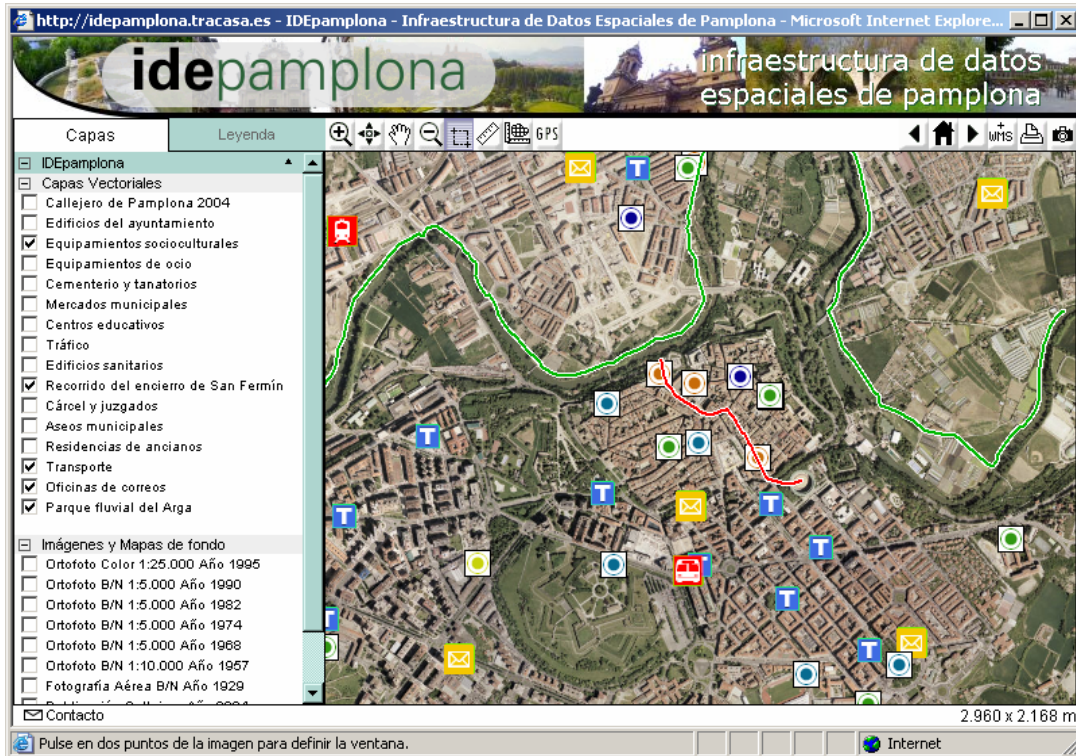 http://idepamplona.tracasa.es - IDEpamplona - Infraestructura de Datos Espaciales de Pamplona - Microsoft Internet Explore...
idepamplona
infraestructura de datos
espaciales de pamplona
Capas
Leyenda
GPS
WMS
IDEpamplona
Capas Vectoriales
Callejero de Pamplona 2004
Edificios del ayuntamiento
Equipamientos socioculturales
Equipamientos de ocio
Cementerio y tanatorios
Mercados municipales
Centros educativos
Tráfico
Edificios sanitarios
Recorrido del encierro de San Fermín
Cárcel y juzgados
Aseos municipales
Residencias de ancianos
Transporte
Oficinas de correos
Parque fluvial del Arga
Imágenes y Mapas de fondo
Ortofoto Color 1:25.000 Año 1995
Ortofoto B/N 1:5.000 Año 1990
Ortofoto B/N 1:5.000 Año 1982
Ortofoto B/N 1:5.000 Año 1974
Ortofoto B/N 1:5.000 Año 1968
Ortofoto B/N 1:10.000 Año 1957
Fotografía Aérea B/N Año 1929
T
T
T
T
T
T
T
T
T
T
Contacto
2.960 x 2.168 m
Pulse en dos puntos de la imagen para definir la ventana.
Internet